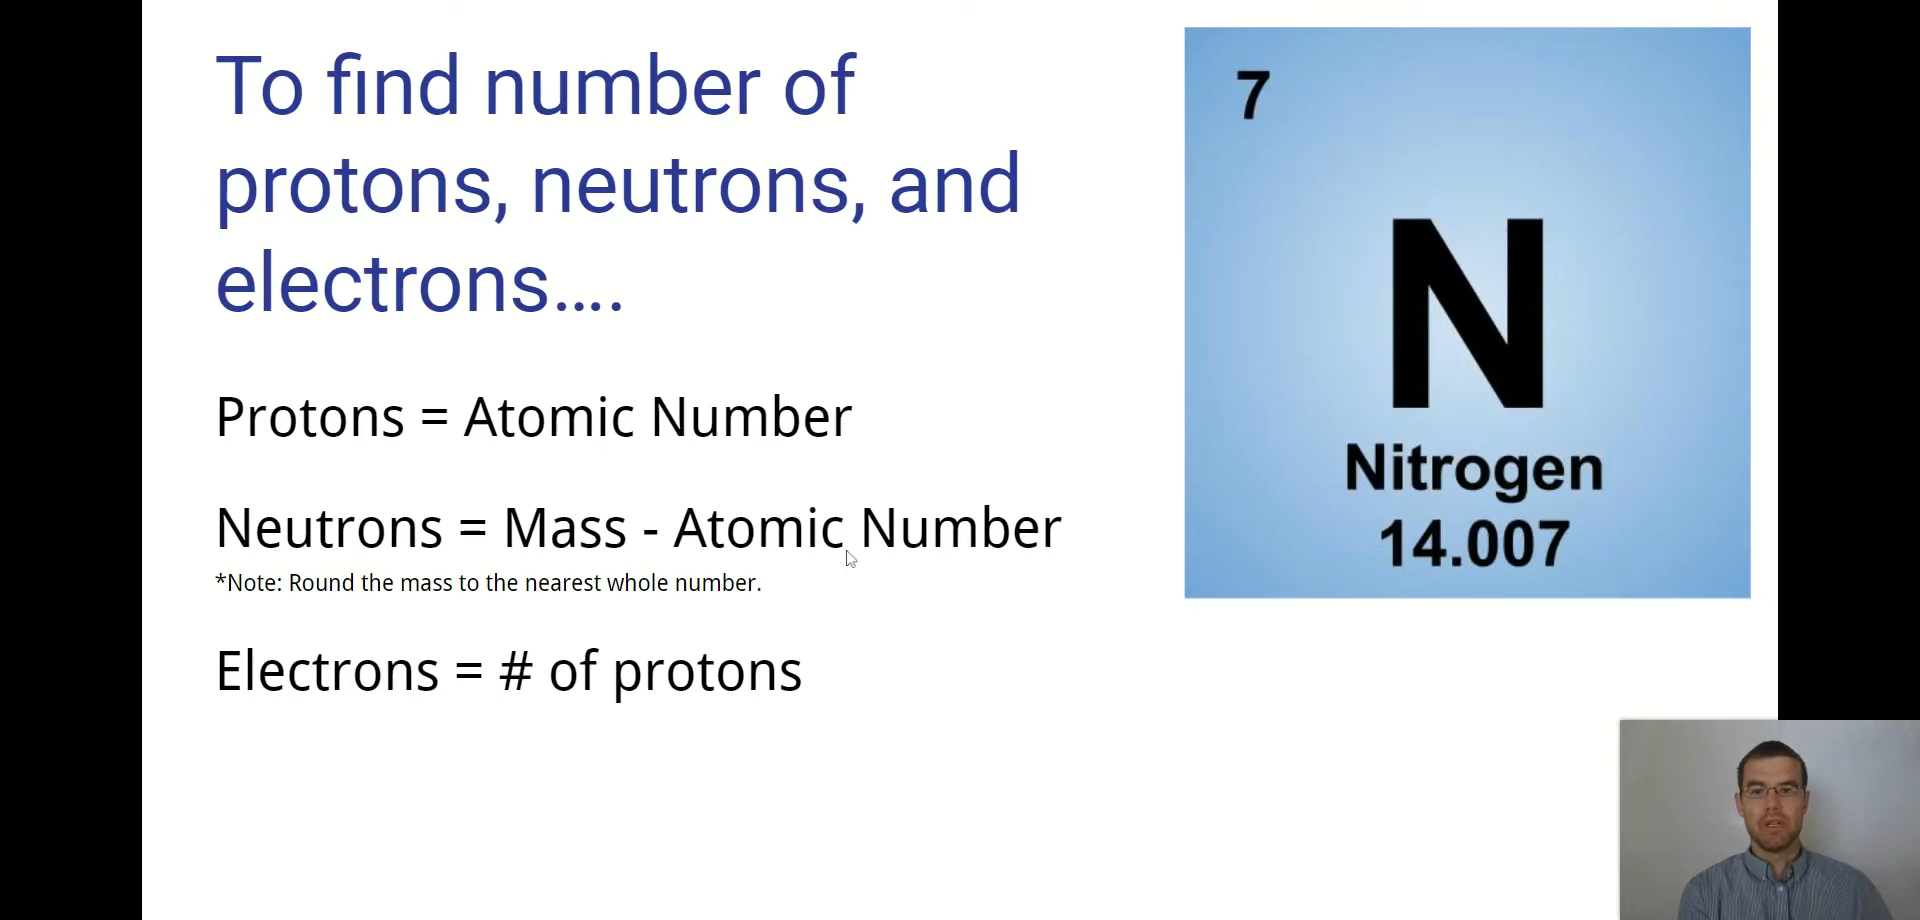 To find number of
protons, neutrons, and
electrons....
Protons = Atomic Number
Neutrons = Mass - Atomic Number
*Note: Round the mass to the nearest whole number.
Electrons = # of protons
7
N
Nitrogen
14.007